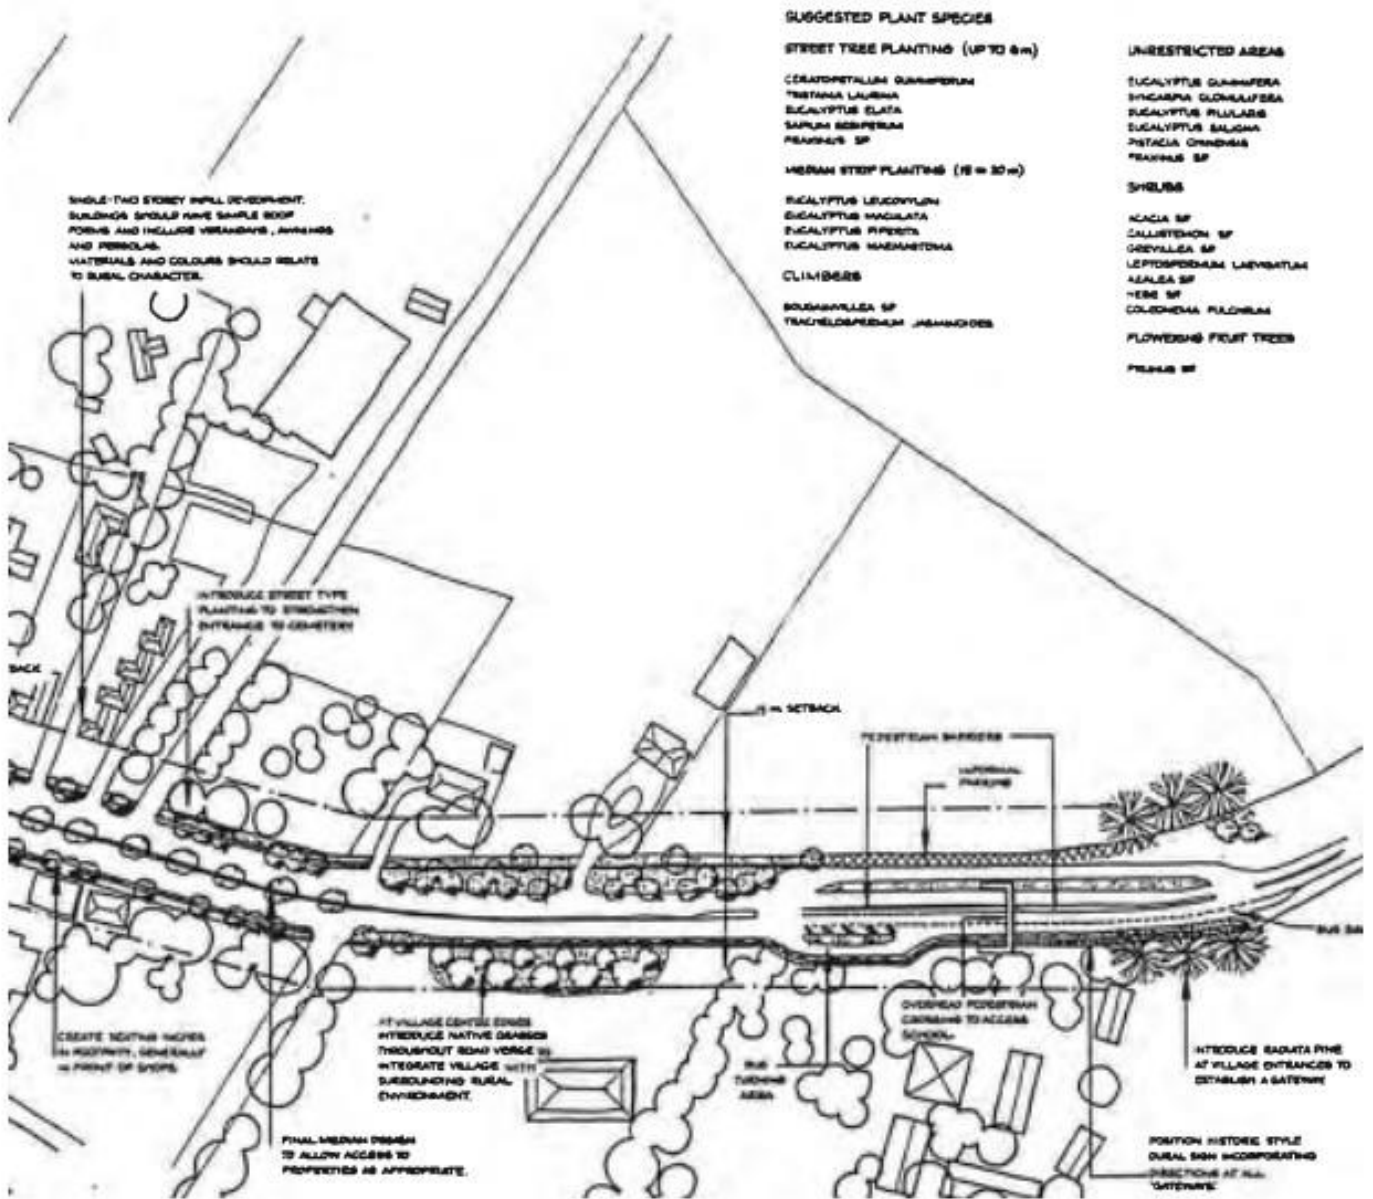 SUGGESTED PLANT SPECIES
STREET TREE PLANTING (UP TO 6m)
CERATOPETALUM GUMMIFERUM
TRISTANIA LAURINA
EUCALYPTUS ELATA
SAPIUM SEBIFERUM
FRAXINUS SP
MEDIAN STRIP PLANTING (15 - 20m)
EUCALYPTUS LEUCOXYLON
EUCALYPTUS MACULATA
EUCALYPTUS PIPERITA
EUCALYPTUS HAEMASTOMA
CLIMBERS
BOUGAINVILLEA SP
TRACHELOSPERMUM JASMINOIDES
UNRESTRICTED AREAS
EUCALYPTUS GUMMIFERA
SYNCARPIA GLOMULIFERA
EUCALYPTUS PILULARIS
EUCALYPTUS SALIGNA
PISTACIA CHINENSIS
FRAXINUS SP
SHRUBS
ACACIA SP
CALLISTEMON SP
GREVILLEA SP
LEPTOSPERMUM LAEVIGATUM
AZALEA SP
HEBE SP
COLEONEMA PULCHRUM
FLOWERING FRUIT TREES
PRUNUS SP
SINGLE-TWO STOREY INFILL DEVELOPMENT.
BUILDINGS SHOULD HAVE SIMPLE ROOF
FORMS AND INCLUDE VERANDAHS, AWNINGS
AND PERGOLAS.
MATERIALS AND COLOURS SHOULD RELATE
TO RURAL CHARACTER.
INTRODUCE STREET TYPE
PLANTING TO STRENGTHEN
ENTRANCE TO CEMETERY
BACK
15 m SETBACK
PEDESTRIAN BARRIERS
INFORMAL
PARKING
BUS
CREATE SEATING NICHES
IN FOOTPATH, GENERALLY
IN FRONT OF SHOPS.
AT VILLAGE CENTRE EDGES
INTRODUCE NATIVE GRASSES
THROUGHOUT ROAD VERGE TO
INTEGRATE VILLAGE WITH
SURROUNDING RURAL
ENVIRONMENT.
FINAL MEDIAN DESIGN
TO ALLOW ACCESS TO
PROPERTIES AS APPROPRIATE.
BUS
TURNING
AREA
OVERHEAD PEDESTRIAN
CROSSING TO ACCESS
SCHOOL.
INTRODUCE RADIATA PINE
AT VILLAGE ENTRANCES TO
ESTABLISH A GATEWAY
POSITION HISTORIC STYLE
DURAL SIGN INCORPORATING
DIRECTIONS AT ALL
'GATEWAYS'